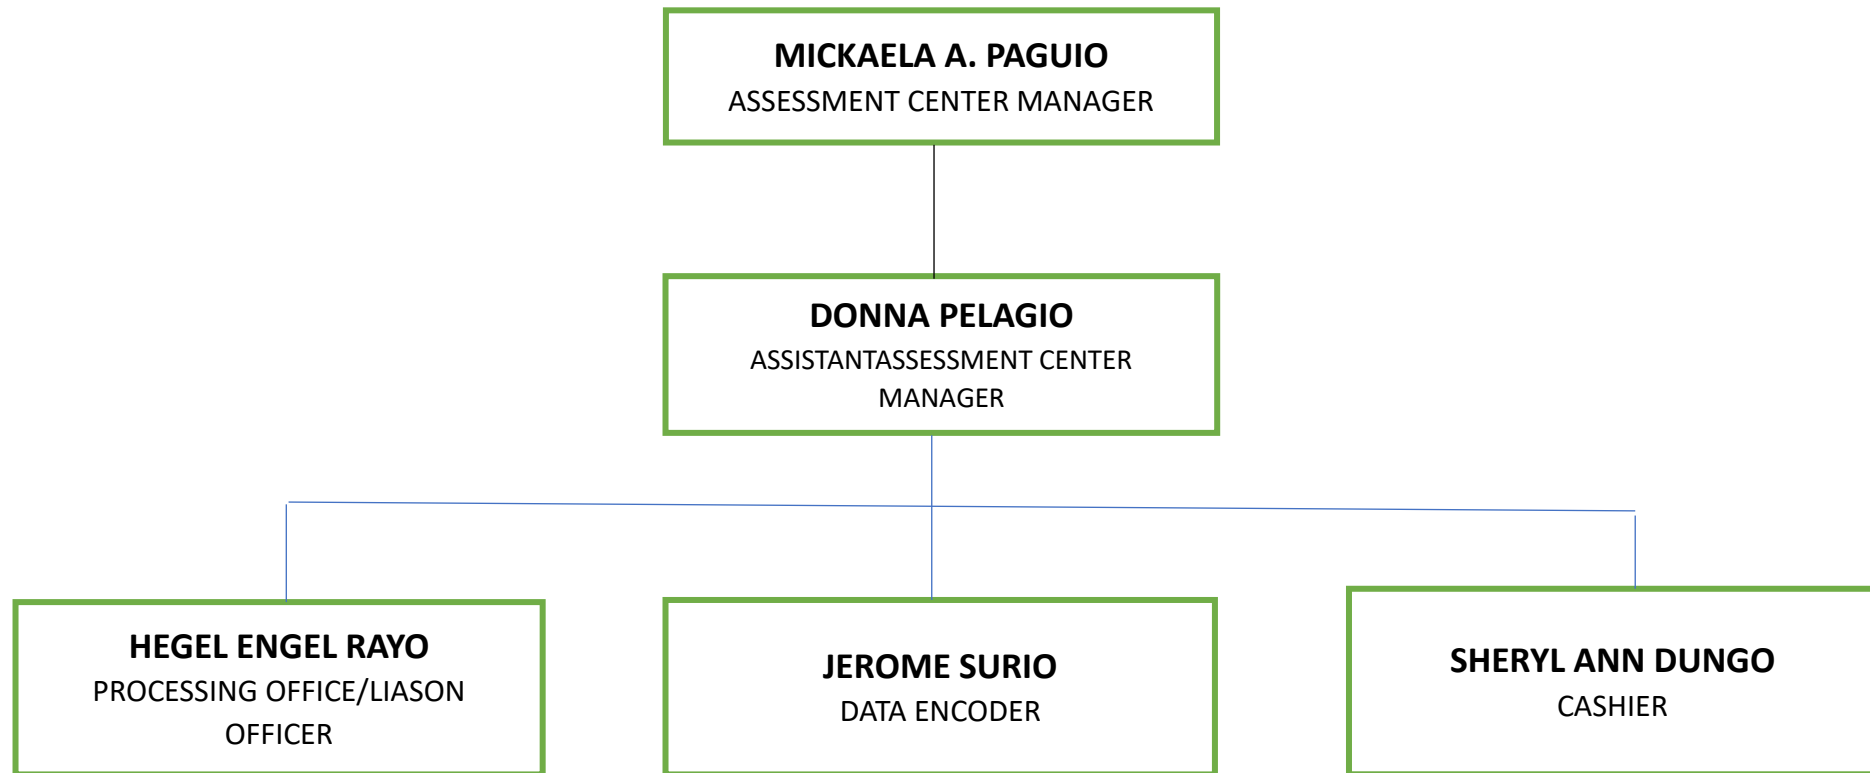 MICKAELA A. PAGUIO
ASSESSMENT CENTER MANAGER
DONNA PELAGIO
ASSISTANTASSESSMENT CENTER
MANAGER
HEGEL ENGEL RAYO
PROCESSING OFFICE/LIASON
OFFICER
JEROME SURIO
DATA ENCODER
SHERYL ANN DUNGO
CASHIER